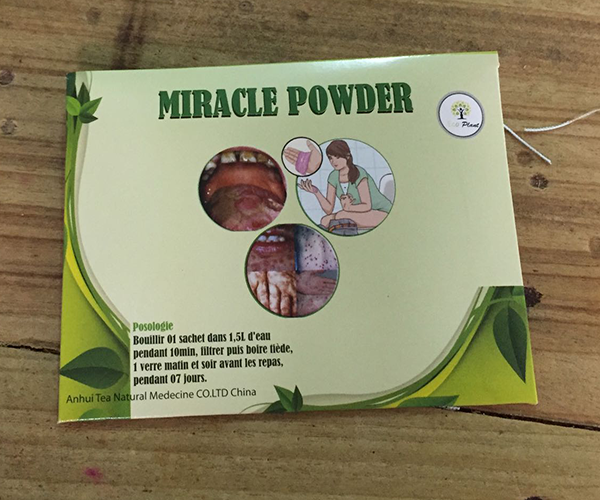 MIRACLE POWDER
Plant
Posologie
Bouillir 01 sachet dans 1,5L d'eau
pendant 10min, filtrer puis boire fiède,
1 verre matin et soir avant les repas,
pendant 07 jours.
Anhui Tea Natural Medecine CO.LTD China